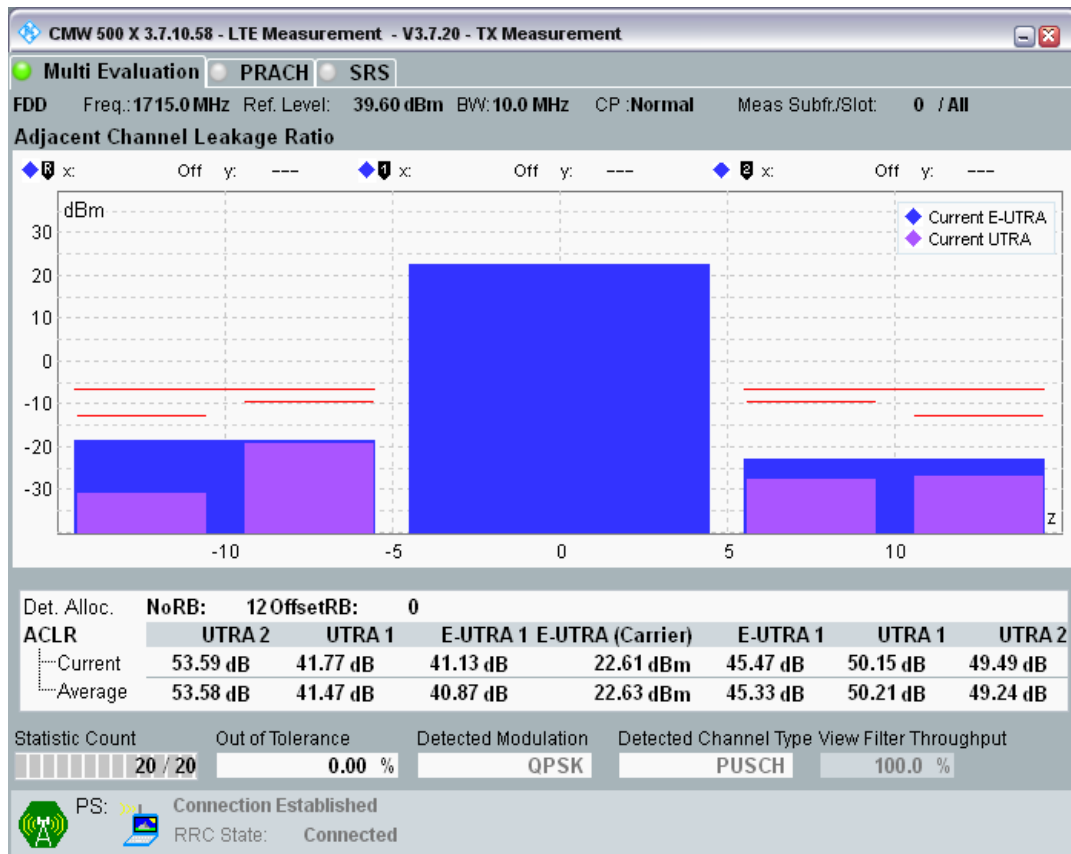 CMW 500 X 3.7.10.58 - LTE Measurement - V3.7.20 - TX Measurement
Multi Evaluation PRACH SRS
FDD Freq.: 1715.0 MHz Ref. Level: 39.60 dBm BW: 10.0 MHz CP :Normal Meas Subfr./Slot: 0 / All
Adjacent Channel Leakage Ratio
R x: Off y: --- 1 x: Off y: --- 2 x: Off y: ---
dBm
Current E-UTRA
Current UTRA
30
20
10
0
-10
-20
-30
z
-10 -5 0 5 10
Det. Alloc. NoRB: 12 OffsetRB: 0
ACLR UTRA 2 UTRA 1 E-UTRA 1 E-UTRA (Carrier) E-UTRA 1 UTRA 1 UTRA 2
Current 53.59 dB 41.77 dB 41.13 dB 22.61 dBm 45.47 dB 50.15 dB 49.49 dB
Average 53.58 dB 41.47 dB 40.87 dB 22.63 dBm 45.33 dB 50.21 dB 49.24 dB
Statistic Count Out of Tolerance Detected Modulation Detected Channel Type View Filter Throughput
20 / 20 0.00 % QPSK PUSCH 100.0 %
PS: Connection Established
RRC State: Connected